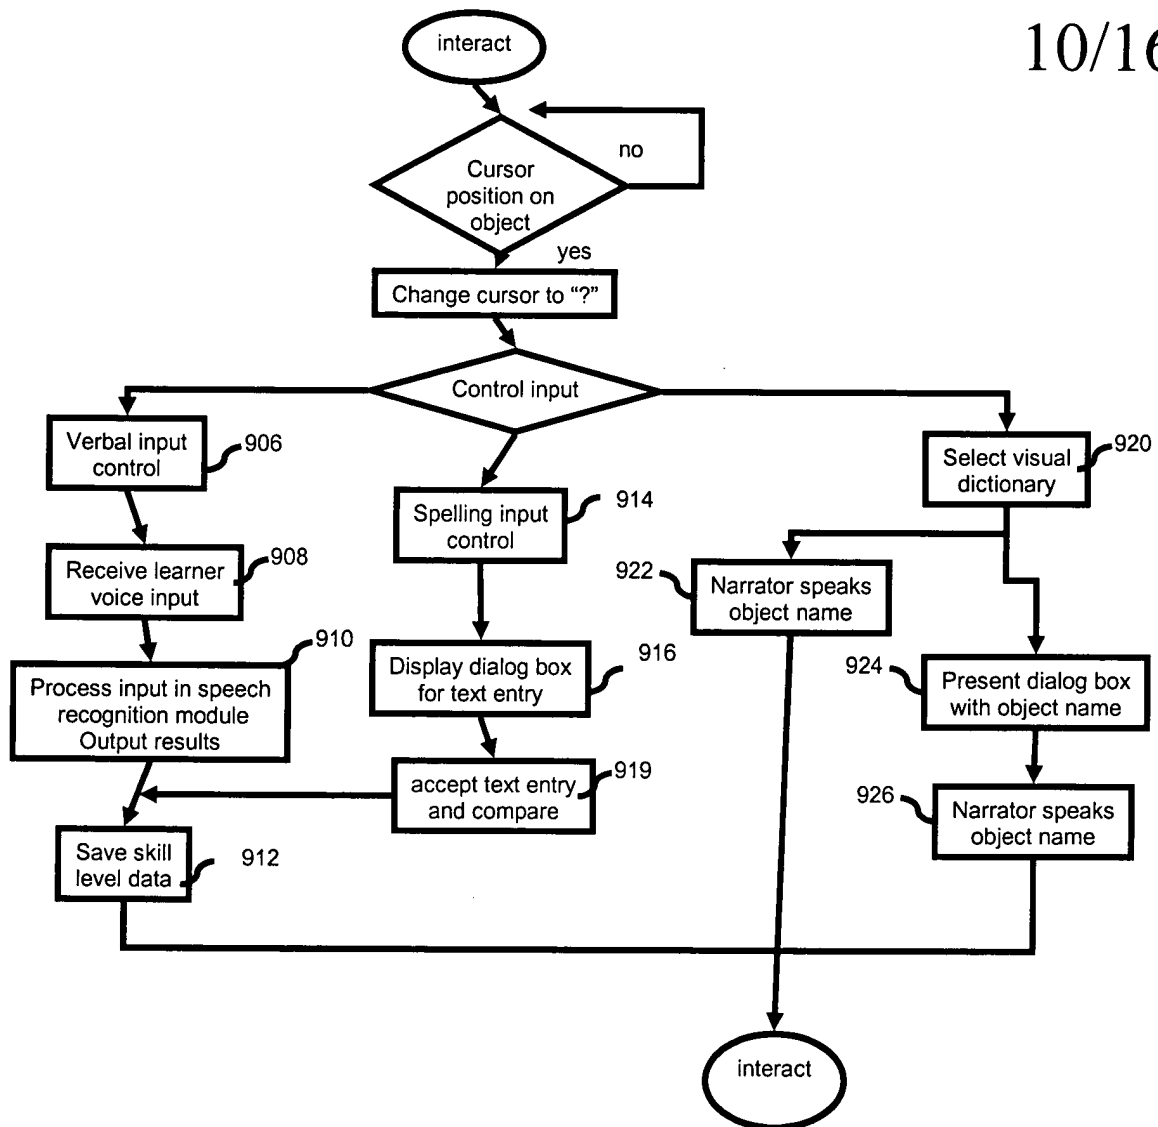 10/16
interact
no
Cursor
position on
object
yes
Change cursor to “?”
Control input
Verbal input
control
906
Select visual
dictionary
920
Spelling input
control
914
Receive learner
voice input
908
Narrator speaks
object name
922
Process input in speech
recognition module
Output results
910
Display dialog box
for text entry
916
Present dialog box
with object name
924
accept text entry
and compare
919
Narrator speaks
object name
926
Save skill
level data
912
interact